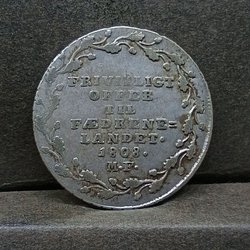 FRIVILLIGT
OFFER
TIL
FÆDRENE=
LANDET.
1808.
M.F.